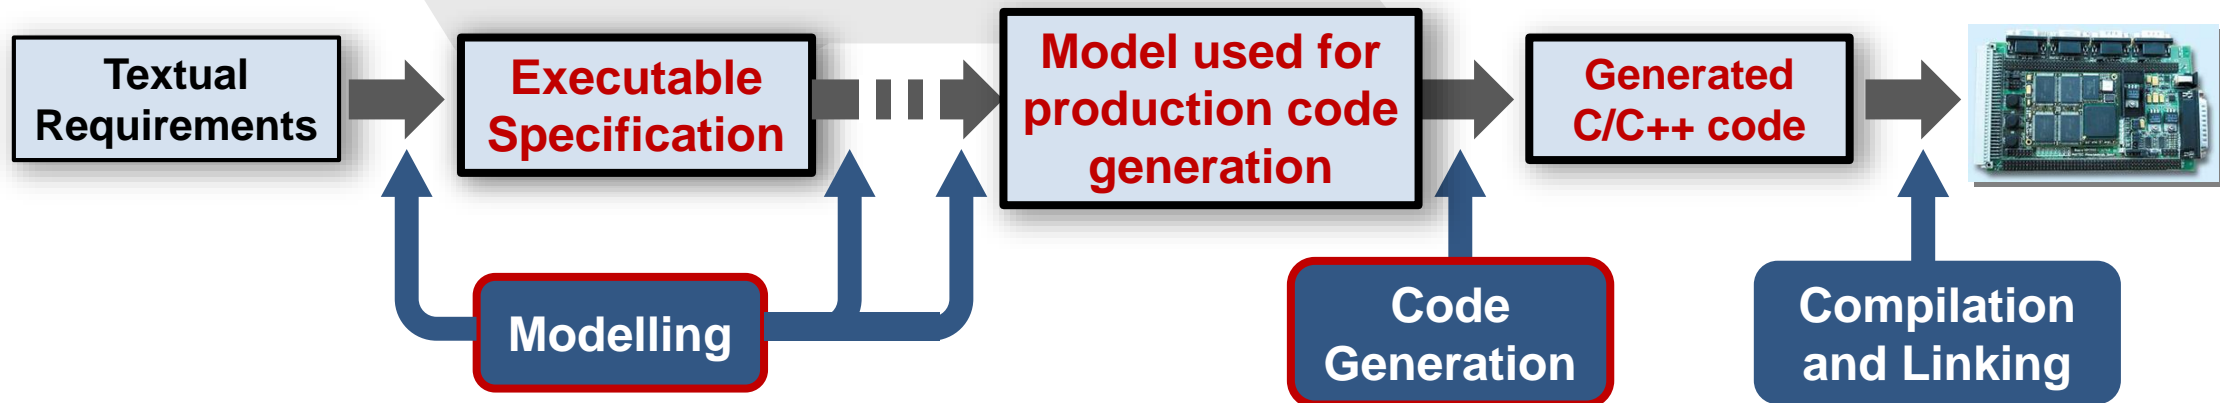 Textual
Requirements
Executable
Specification
Model used for
production code
generation
Generated
C/C++ code
Modelling
Code
Generation
Compilation
and Linking